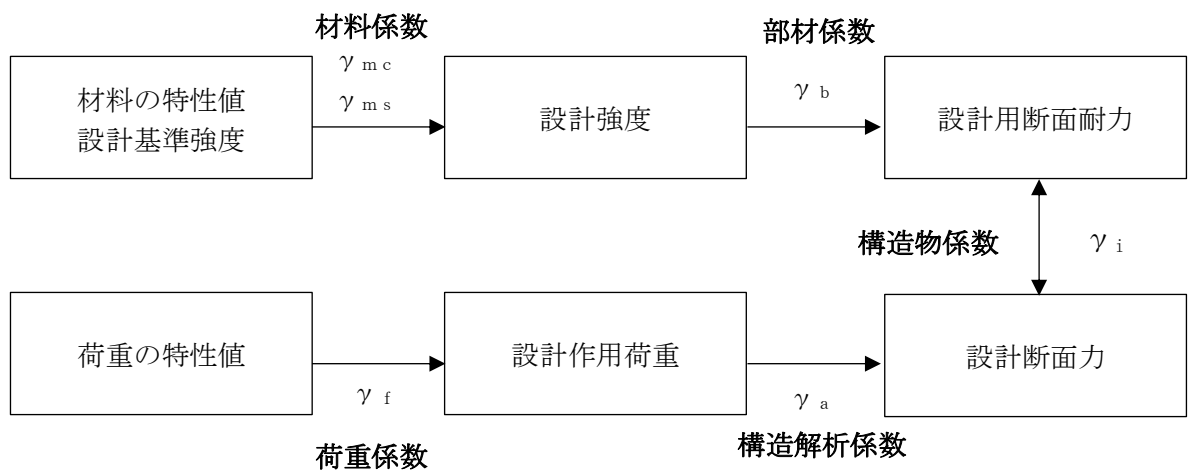 材料係数
γmc
γms
部材係数
γb
材料の特性値
設計基準強度
設計強度
設計用断面耐力
構造物係数
γi
荷重の特性値
設計作用荷重
設計断面力
γf
荷重係数
γa
構造解析係数